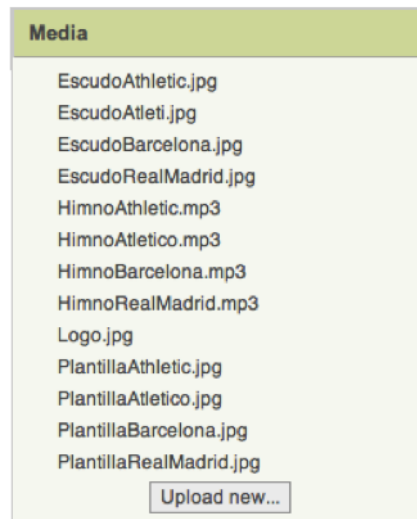 Media
EscudoAthletic.jpg
EscudoAtleti.jpg
EscudoBarcelona.jpg
EscudoRealMadrid.jpg
HimnoAthletic.mp3
HimnoAtletico.mp3
HimnoBarcelona.mp3
HimnoRealMadrid.mp3
Logo.jpg
PlantillaAthletic.jpg
PlantillaAtletico.jpg
PlantillaBarcelona.jpg
PlantillaRealMadrid.jpg
Upload new...